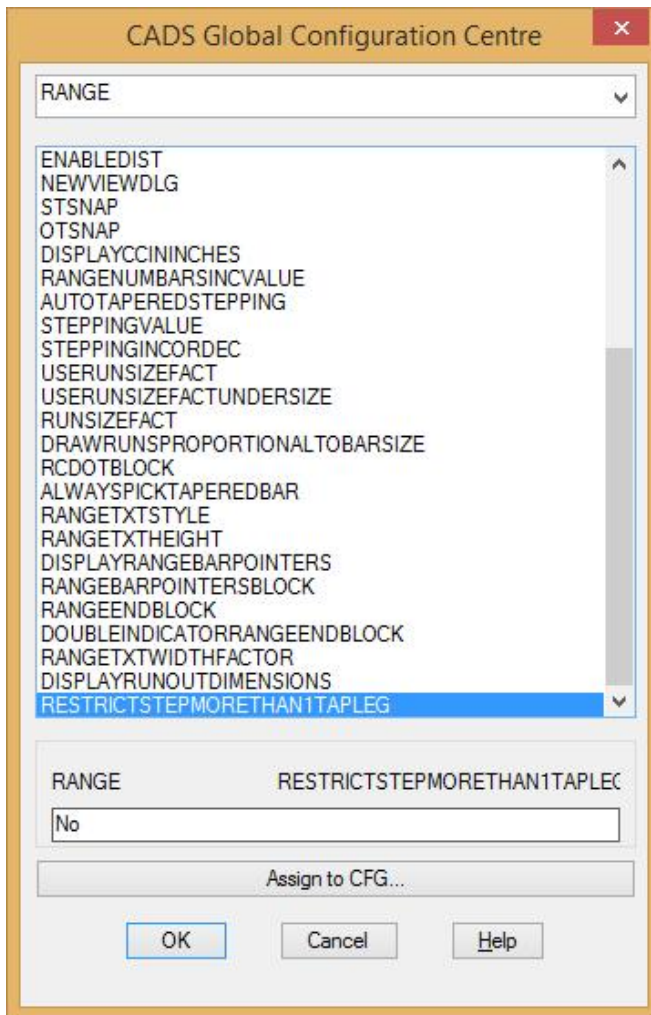 CADS Global Configuration Centre
RANGE
ENABLEDIST
NEWVIEWDLG
STSNAP
OTSNAP
DISPLAYCCININCHES
RANGENUMBARSINCVALUE
AUTOTAPEREDSTEPPING
STEPPINGVALUE
STEPPINGINCORDEC
USERUNSIZEFACT
USERUNSIZEFACTUNDERSIZE
RUNSIZEFACT
DRAWRUNSPROPORTIONALTOBARSIZE
RCDOTBLOCK
ALWAYSPICKTAPEREDBAR
RANGETXTSTYLE
RANGETXTHEIGHT
DISPLAYRANGEBARPOINTERS
RANGEBARPOINTERSBLOCK
RANGEENDBLOCK
DOUBLEINDICATORRANGEENDBLOCK
RANGETXTWIDTHFACTOR
DISPLAYRUNOUTDIMENSIONS
RESTRICTSTEPMORETHAN1TAPLEG
RANGE RESTRICTSTEPMORETHAN1TAPLEG
No
Assign to CFG...
OK Cancel Help